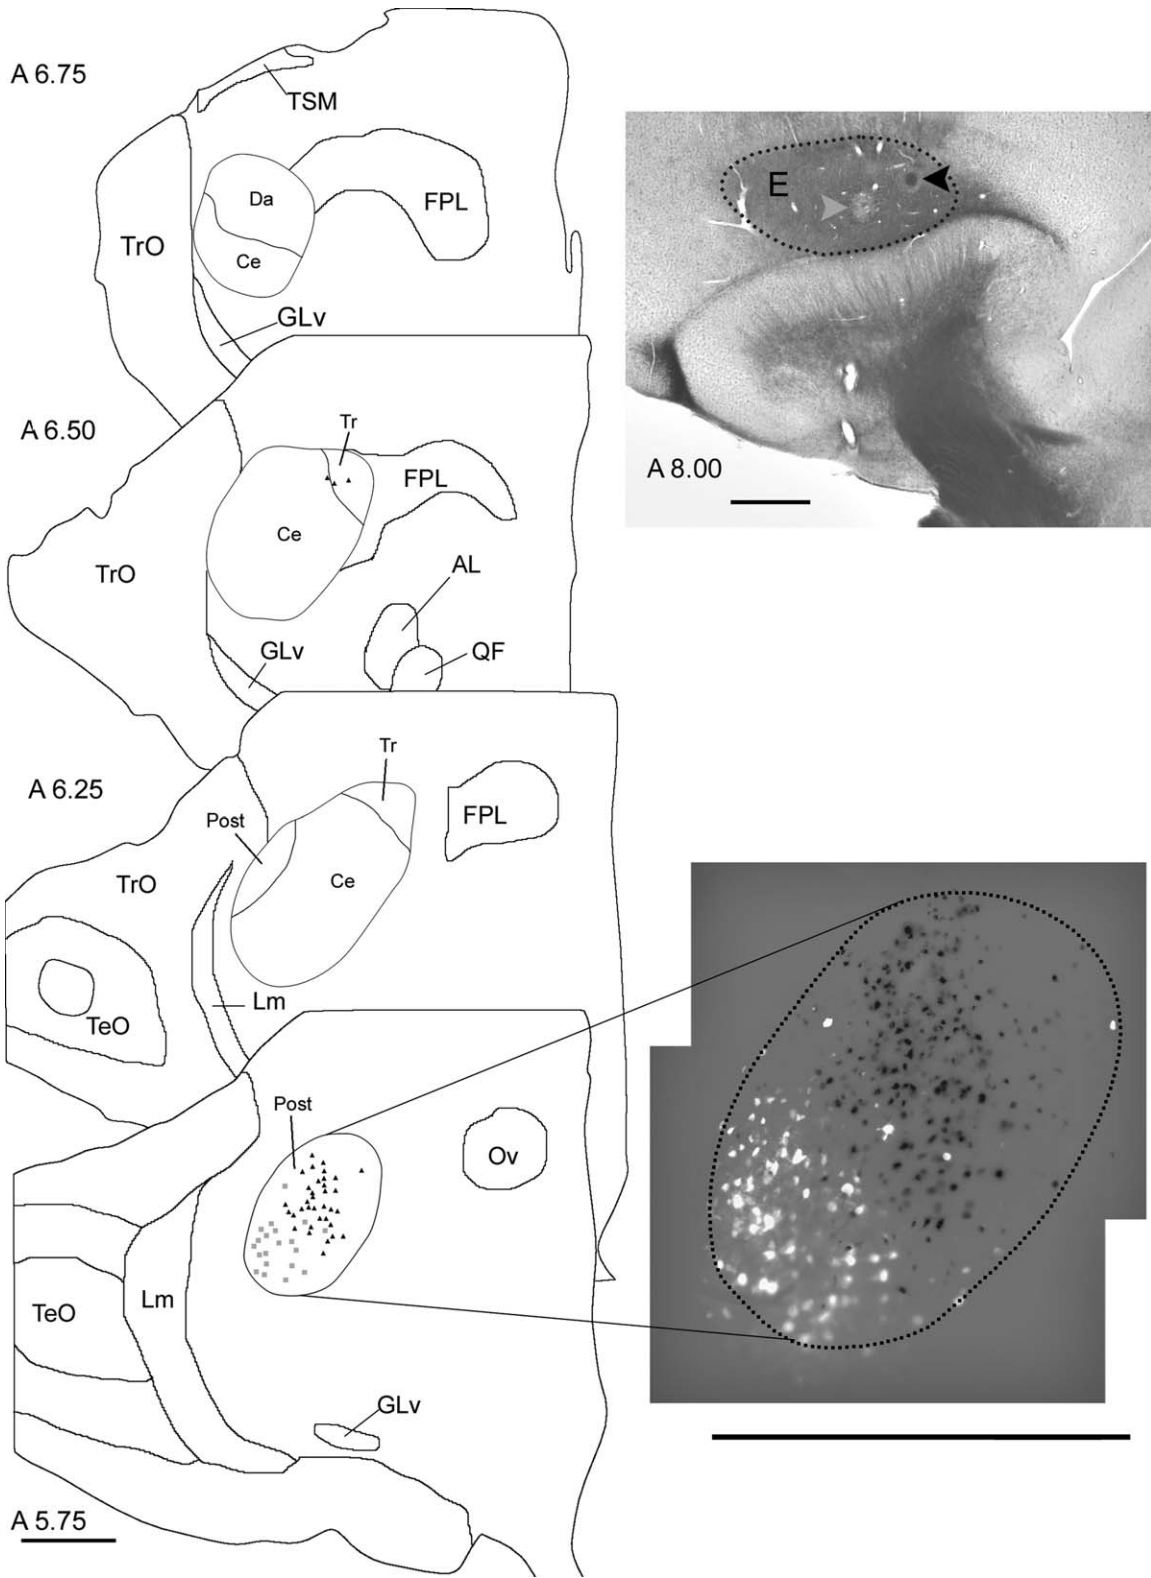 A 6.75
TSM
Da
FPL
TrO
Ce
GLv
E
A 8.00
A 6.50
Tr
FPL
Ce
TrO
AL
GLv
QF
A 6.25
Tr
Post
FPL
TrO
Ce
Lm
TeO
Post
Ov
TeO
Lm
GLv
A 5.75